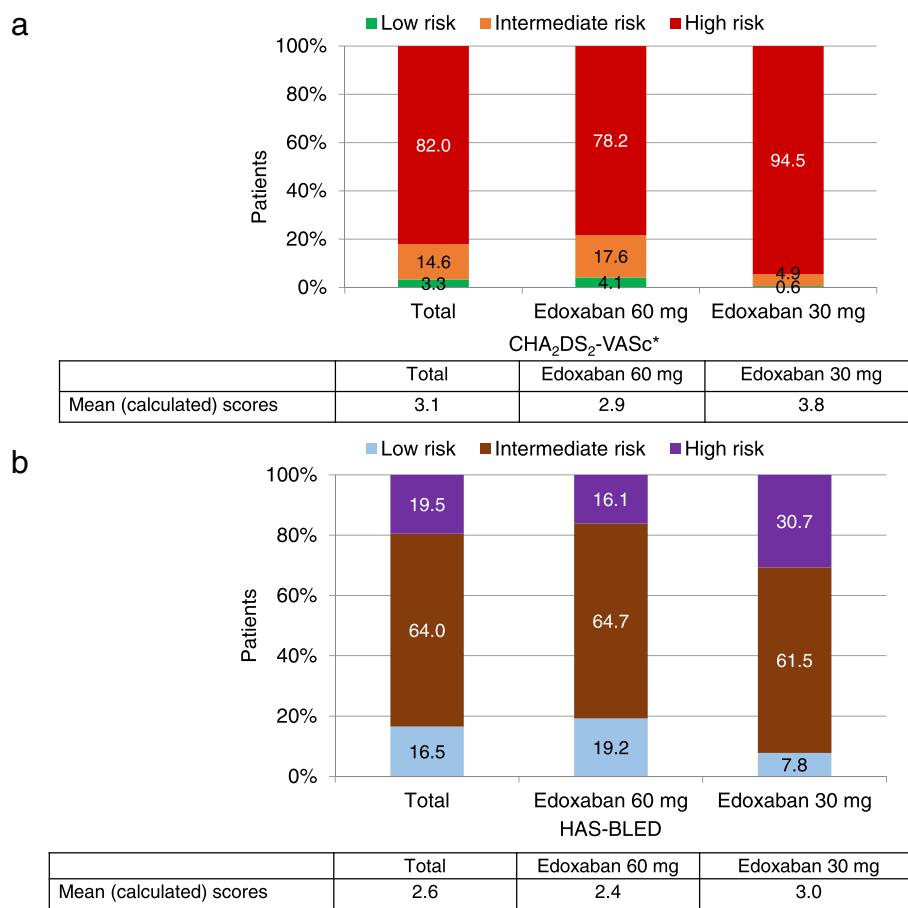 a
Low risk Intermediate risk High risk
100%
80%
60%
40%
20%
0%
Patients
82.0 78.2 94.5
14.6 17.6 4.9
3.3 4.1 0.6
Total Edoxaban 60 mg Edoxaban 30 mg
CHA₂DS₂-VASc*
Total Edoxaban 60 mg Edoxaban 30 mg
Mean (calculated) scores 3.1 2.9 3.8
b
Low risk Intermediate risk High risk
100%
80%
60%
40%
20%
0%
Patients
19.5 16.1 30.7
64.0 64.7 61.5
16.5 19.2 7.8
Total Edoxaban 60 mg Edoxaban 30 mg
HAS-BLED
Total Edoxaban 60 mg Edoxaban 30 mg
Mean (calculated) scores 2.6 2.4 3.0